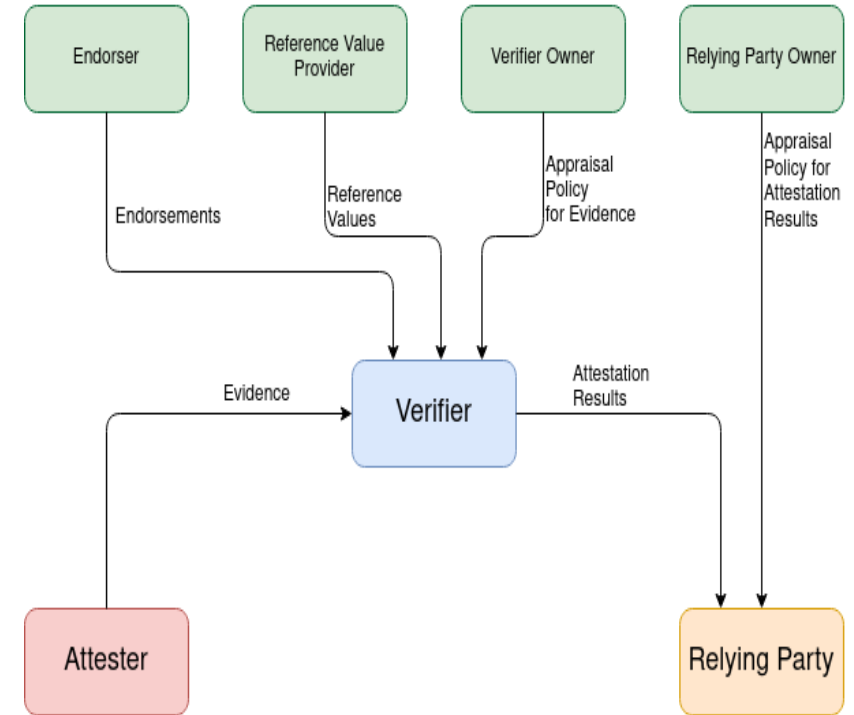 Endorser
Reference Value
Provider
Verifier Owner
Relying Party Owner
Endorsements
Reference
Values
Appraisal
Policy
for Evidence
Appraisal
Policy for
Attestation
Results
Evidence
Verifier
Attestation
Results
Attester
Relying Party